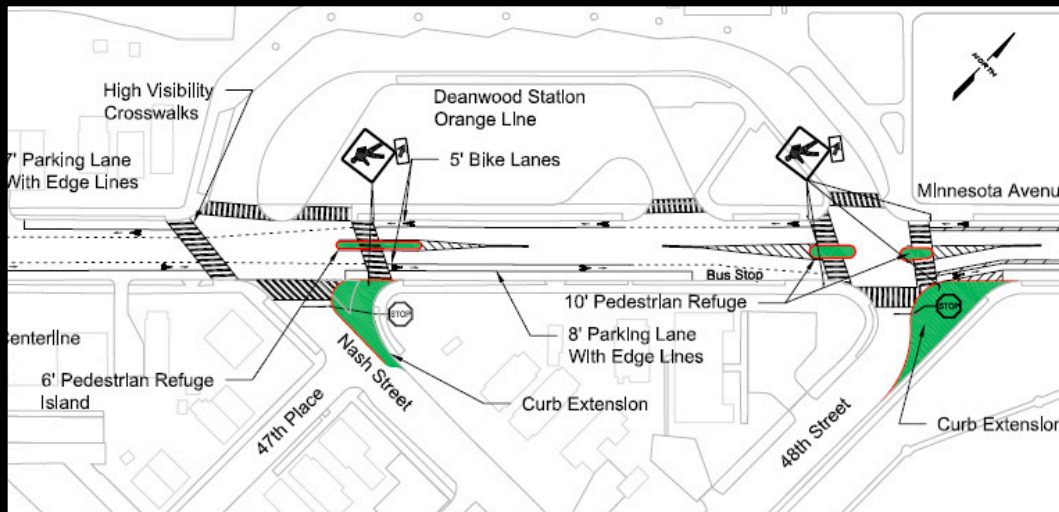 High Visibility
Crosswalks
Deanwood Station
Orange Line
NORTH
7' Parking Lane
With Edge Lines
5' Bike Lanes
Minnesota Avenu
Bus Stop
10' Pedestrian Refuge
STOP
STOP
Centerline
8' Parking Lane
With Edge Lines
6' Pedestrian Refuge
Island
Nash Street
47th Place
Curb Extension
48th Street
Curb Extension